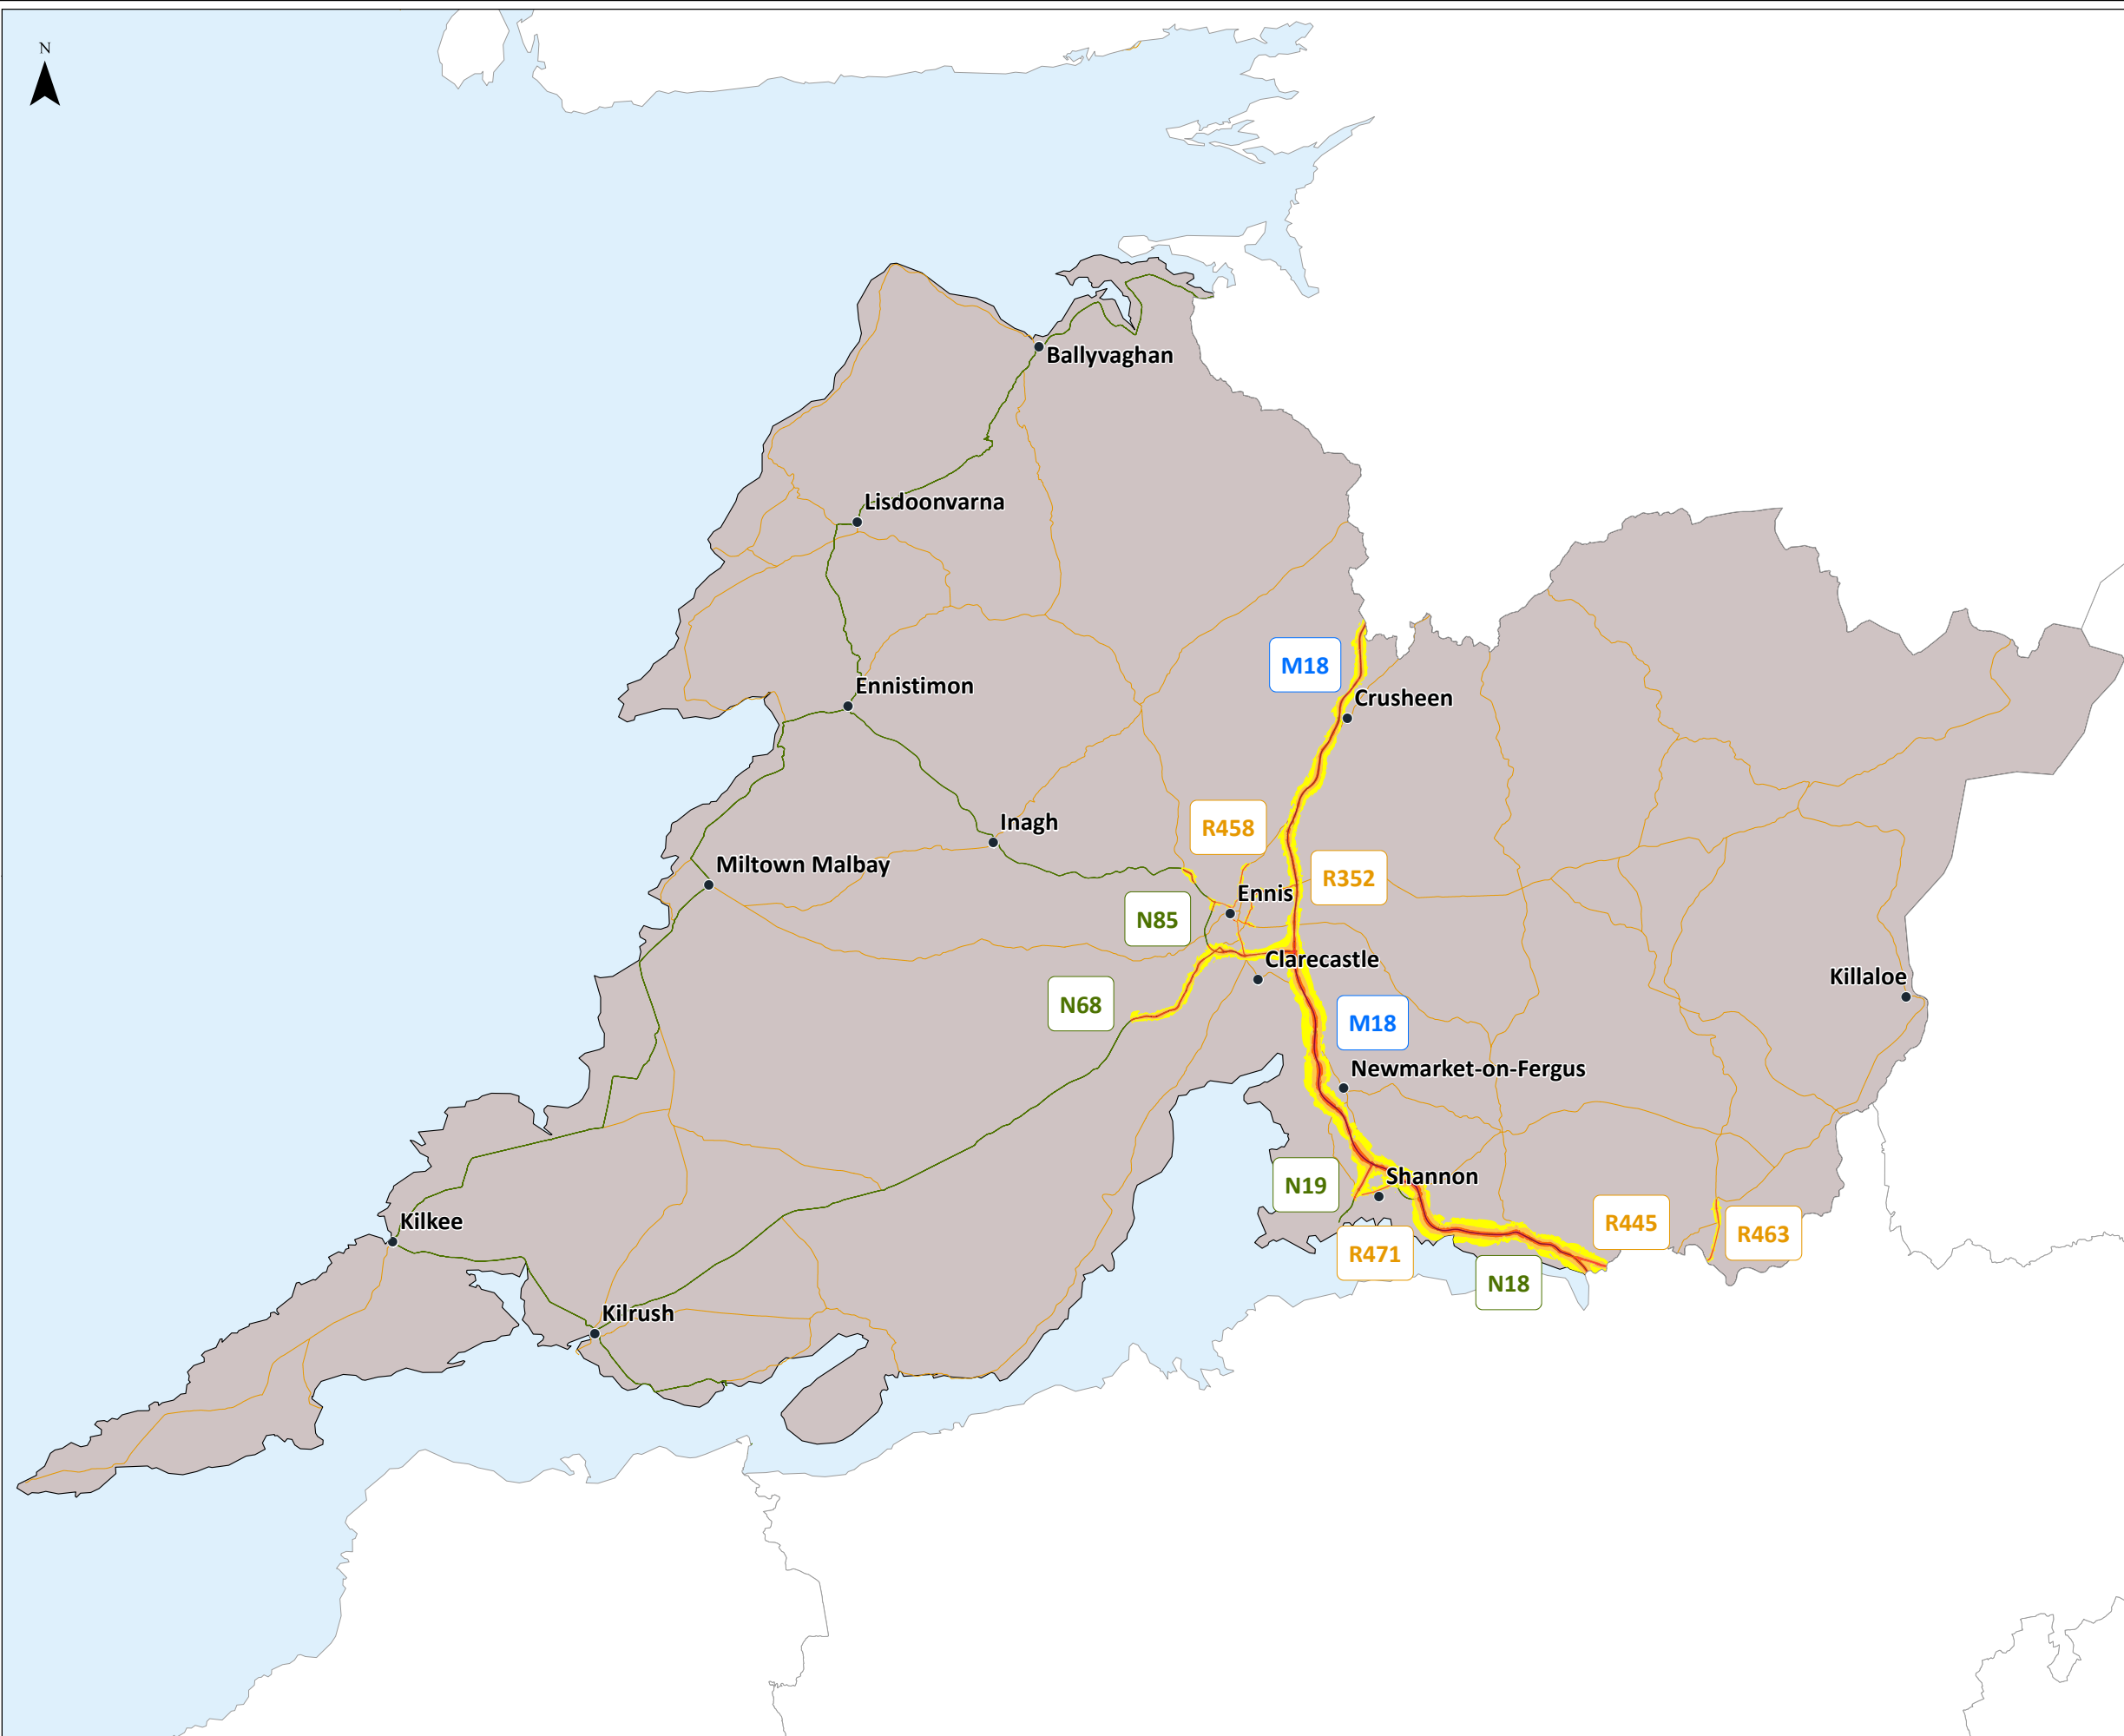 N
Ballyvaghan
Lisdoonvarna
M18
Ennistimon
Crusheen
Inagh
R458
Miltown Malbay
R352
Ennis
N85
Clarecastle
Killaloe
N68
M18
Newmarket-on-Fergus
Shannon
N19
Kilkee
R445
R463
R471
N18
Kilrush